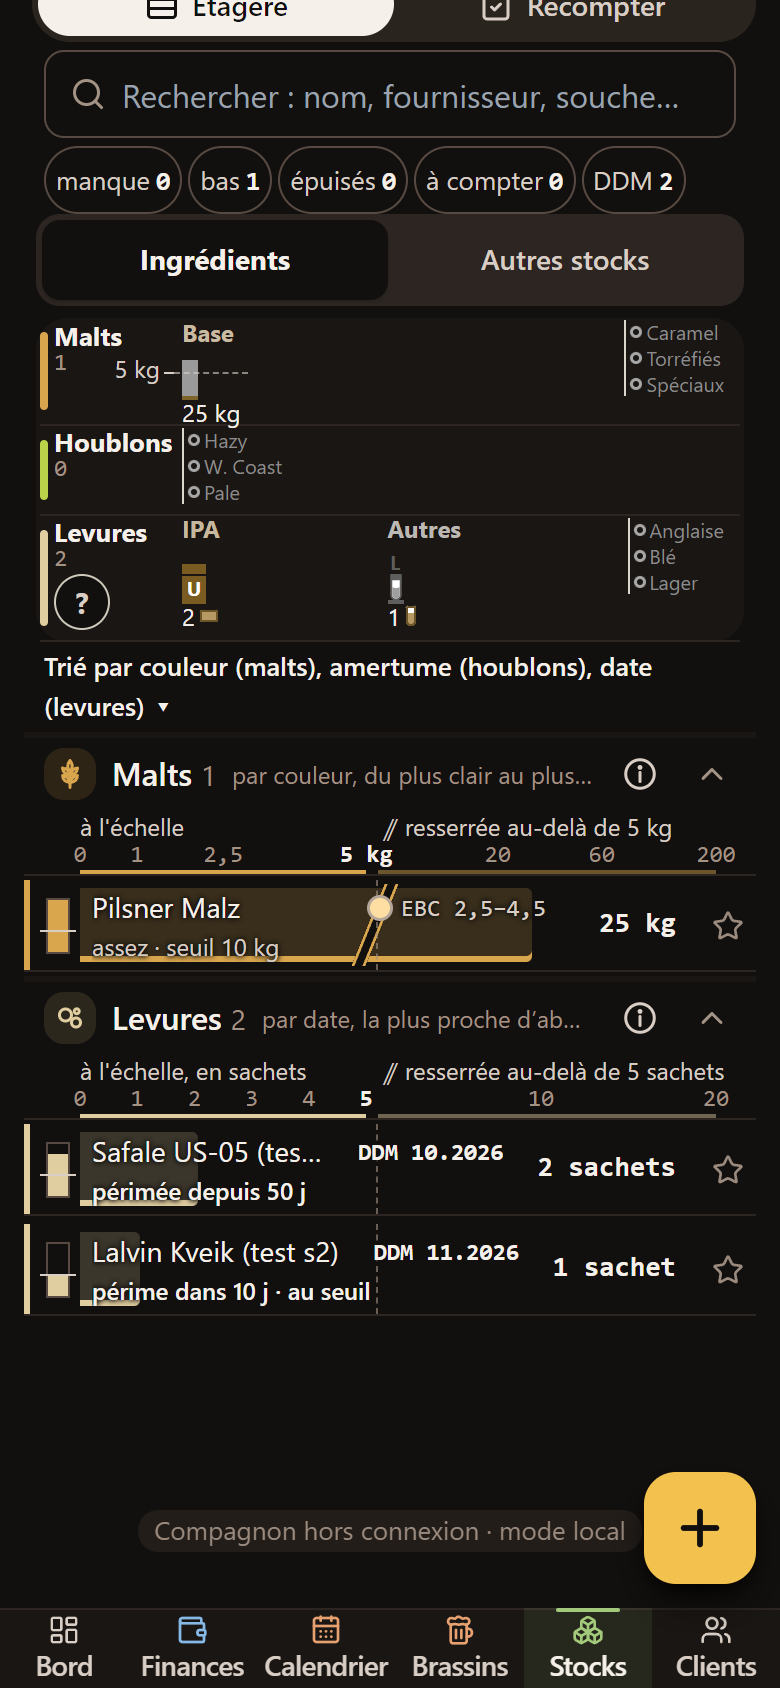 Étagère
Recompter
Rechercher : nom, fournisseur, souche…
manque 0
bas 1
épuisés 0
à compter 0
DDM 2
Ingrédients
Autres stocks
Malts
1
Base
5 kg
25 kg
Caramel
Torréfiés
Spéciaux
Houblons
0
Hazy
W. Coast
Pale
Levures
2
?
IPA
U
2
Autres
L
1
Anglaise
Blé
Lager
Trié par couleur (malts), amertume (houblons), date
(levures) ▼
Malts 1 par couleur, du plus clair au plus…
à l'échelle // resserrée au-delà de 5 kg
0 1 2,5 5 kg 20 60 200
Pilsner Malz EBC 2,5–4,5 25 kg
assez · seuil 10 kg
Levures 2 par date, la plus proche d’ab…
à l'échelle, en sachets // resserrée au-delà de 5 sachets
0 1 2 3 4 5 10 20
Safale US-05 (tes… DDM 10.2026 2 sachets
périmée depuis 50 j
Lalvin Kveik (test s2) DDM 11.2026 1 sachet
périme dans 10 j · au seuil
Compagnon hors connexion · mode local
Bord
Finances
Calendrier
Brassins
Stocks
Clients